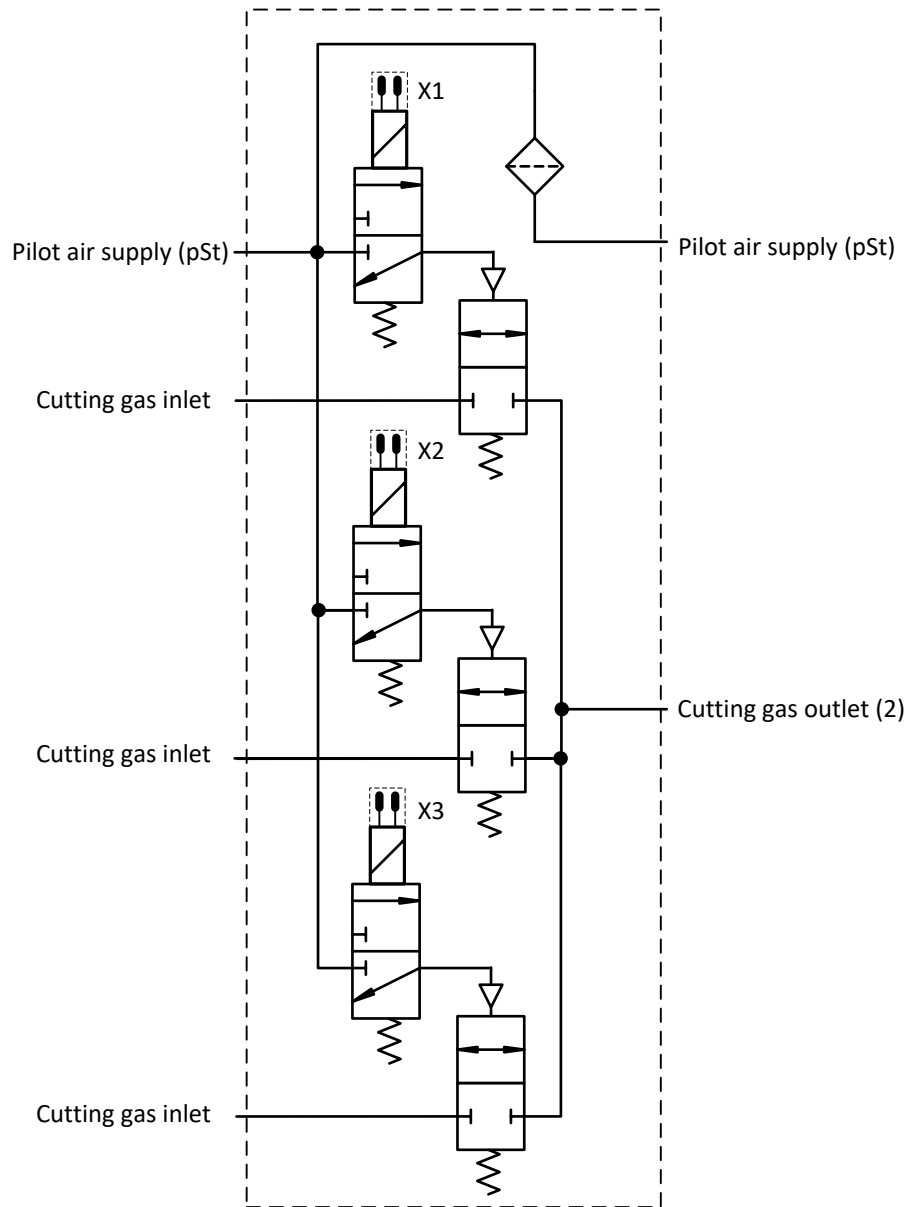 X1
Pilot air supply (pSt)
Pilot air supply (pSt)
Cutting gas inlet
X2
Cutting gas outlet (2)
Cutting gas inlet
X3
Cutting gas inlet